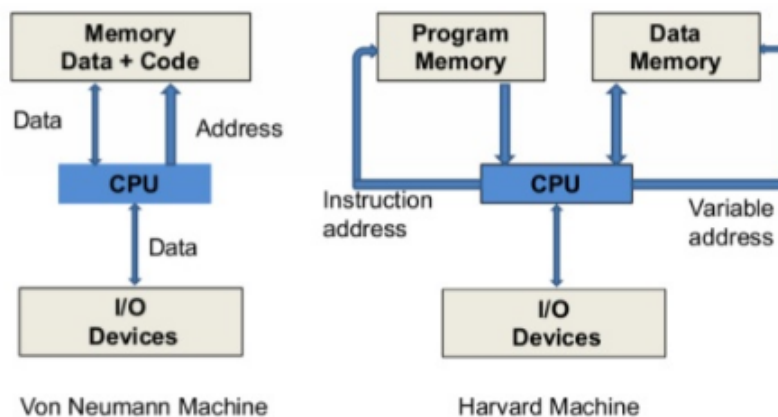 Memory
Data + Code
Data
Address
CPU
Data
I/O
Devices
Von Neumann Machine
Program
Memory
Data
Memory
CPU
Instruction
address
Variable
address
I/O
Devices
Harvard Machine